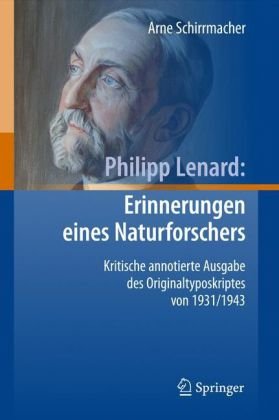 Arne Schirrmacher
Philipp Lenard:
Erinnerungen
eines Naturforschers
Kritische annotierte Ausgabe
des Originaltyposkriptes
von 1931/1943
Springer